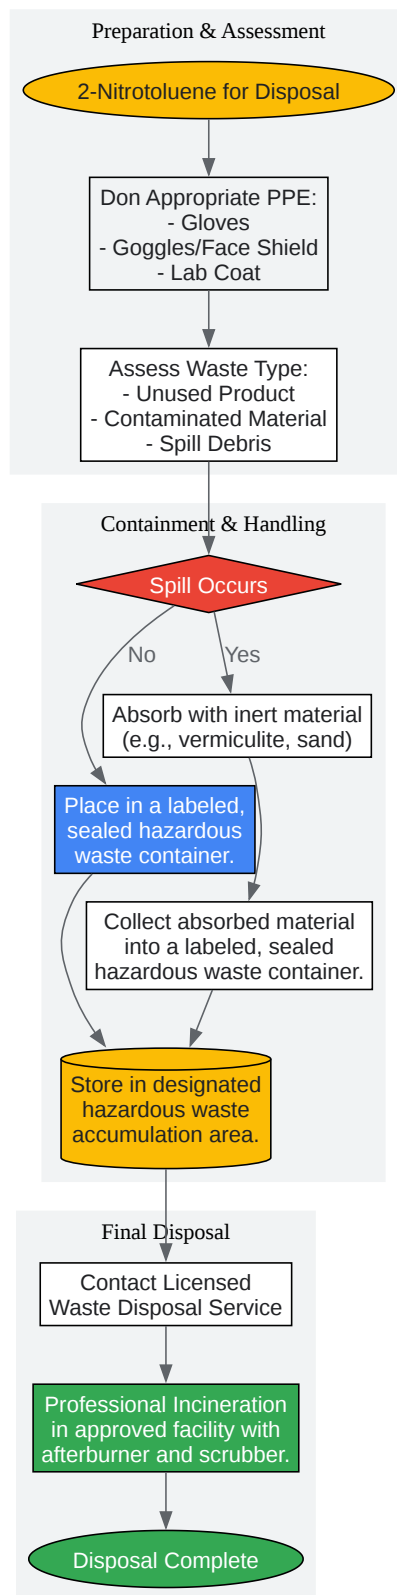 Preparation & Assessment
2-Nitrotoluene for Disposal
Don Appropriate PPE:
- Gloves
- Goggles/Face Shield
- Lab Coat
Assess Waste Type:
- Unused Product
- Contaminated Material
- Spill Debris
Containment & Handling
Spill Occurs
No
Yes
Absorb with inert material
(e.g., vermiculite, sand)
Place in a labeled,
sealed hazardous
waste container.
Collect absorbed material
into a labeled, sealed
hazardous waste container.
Store in designated
hazardous waste
accumulation area.
Final Disposal
Contact Licensed
Waste Disposal Service
Professional Incineration
in approved facility with
afterburner and scrubber.
Disposal Complete